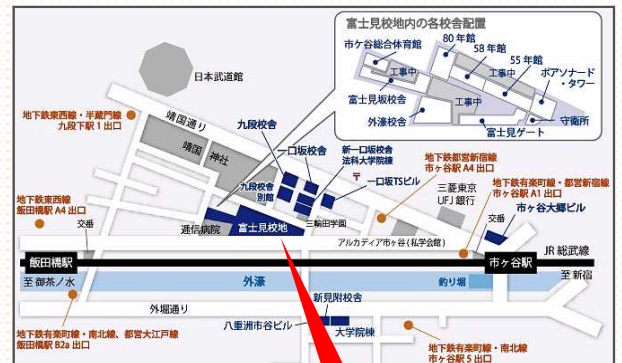 富士見校地内の各校舎配置
市ケ谷総合体育館
80年館
58年館
55年館
工事中
工事中
工事中
ボアソナード
・タワー
富士見坂校舎
外濠校舎
富士見ゲート
守衛所
日本武道館
地下鉄東西線・半蔵門線
九段下駅1出口
靖国通り
九段校舎
一口坂校舎
新一口坂校舎
法科大学院棟
靖国
神社
九段校舎
別館
一口坂TSビル
〒
地下鉄都営新宿線
市ケ谷駅A4出口
地下鉄有楽町線・都営新宿線
市ケ谷駅A1出口
三菱東京
UFJ銀行
市ケ谷大郷ビル
地下鉄東西線
飯田橋駅A4出口
交番
逓信病院
富士見校地
三輪田学園
アルカディア市ヶ谷(私学会館)
交番
JR総武線
飯田橋駅
市ケ谷駅
至御茶ノ水
外濠
釣り堀
至新宿
外堀通り
新見附校舎
八重洲市谷ビル
大学院棟
地下鉄有楽町線・南北線、都営大江戸線
飯田橋駅B2a出口
地下鉄有楽町線・南北線
市ケ谷駅5出口